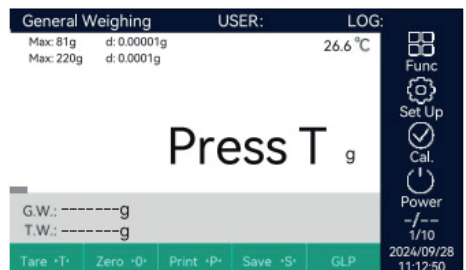 General Weighing USER: LOG:
Max: 81g d: 0.00001g 26.6 °C
Max: 220g d: 0.0001g
Func
Set Up
Cal.
Press T g
Power
G.W.: -------g
T.W.: -------g
-/--
1/10
Tare ·T· Zero ·0· Print ·P· Save ·S· GLP
2024/09/28
11:12:50